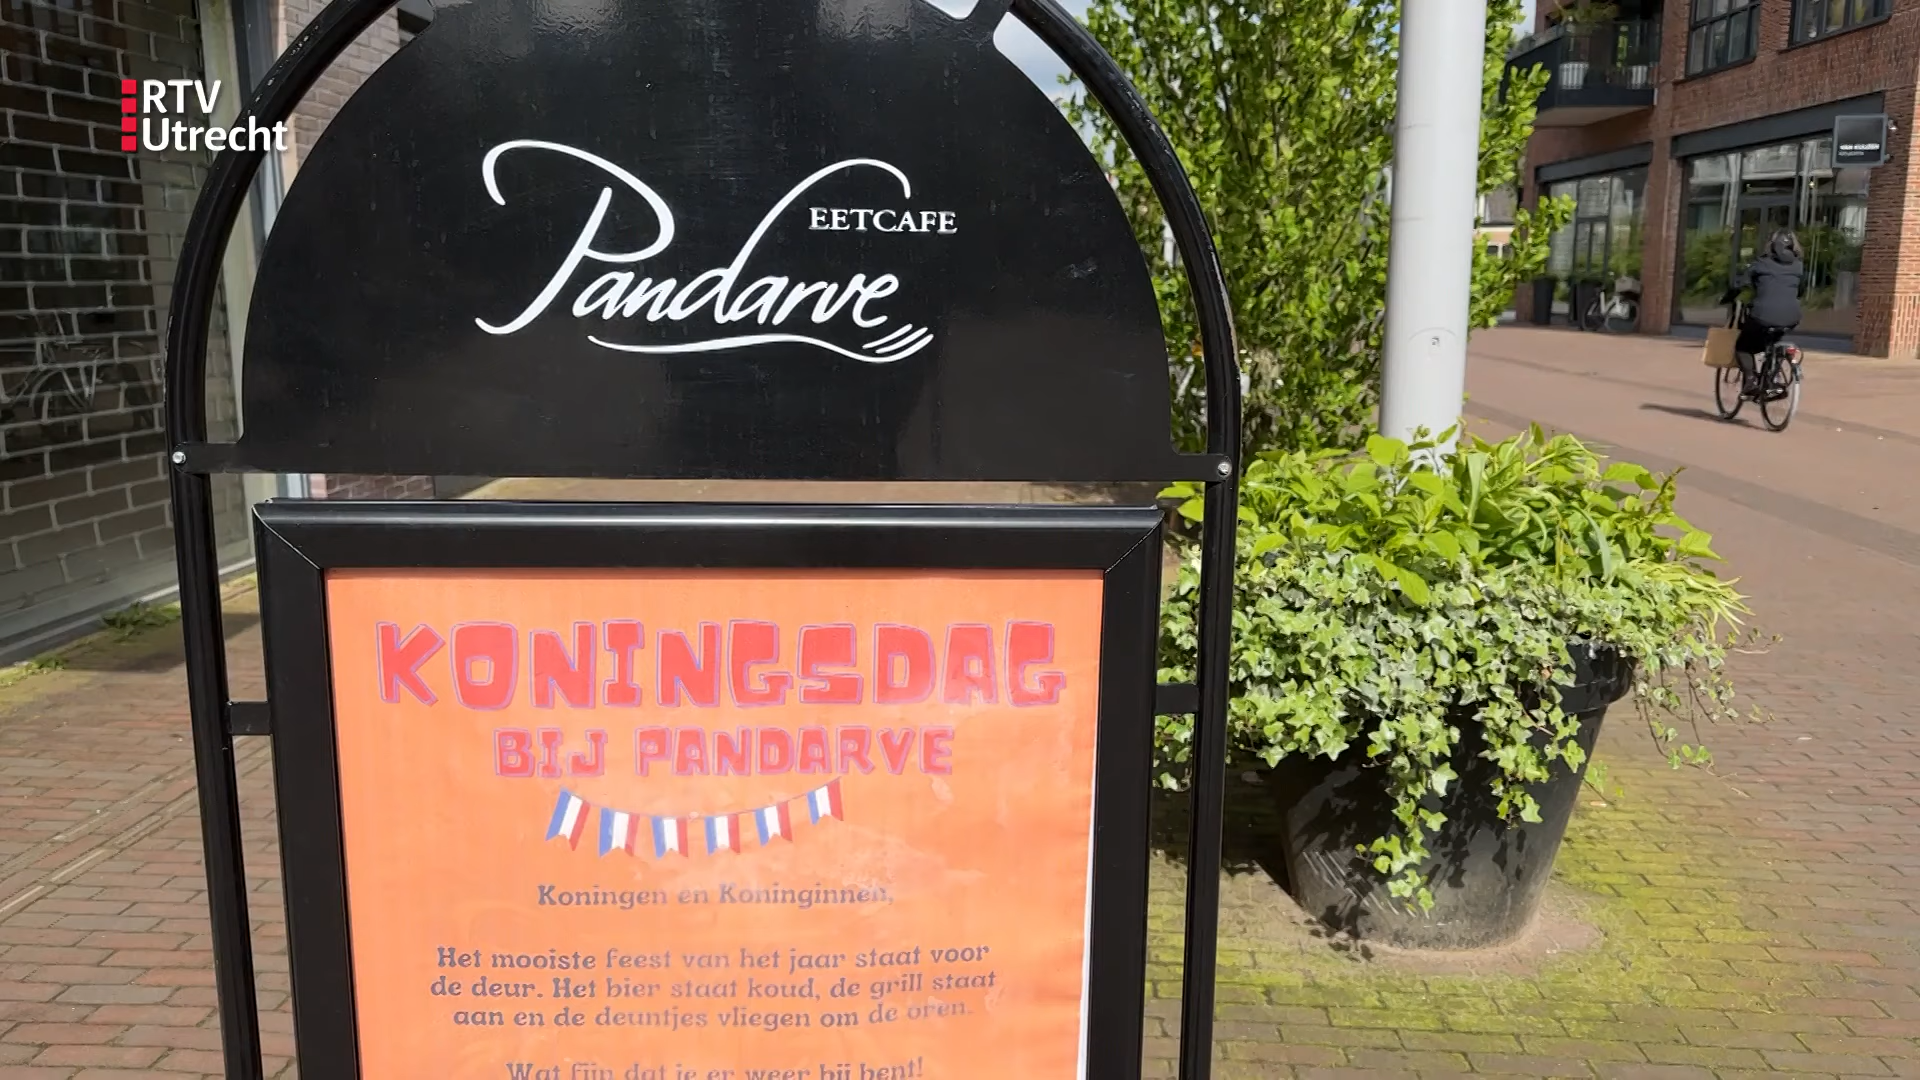 RTV
Utrecht
EETCAFE
Pandarve
KONINGSDAG
BIJ PANDARVE
Koningen en Koninginnen,
Het mooiste feest van het jaar staat voor
de deur. Het bier staat koud, de grill staat
aan en de deuntjes vliegen om de oren.
Wat fijn dat je er weer bij bent!